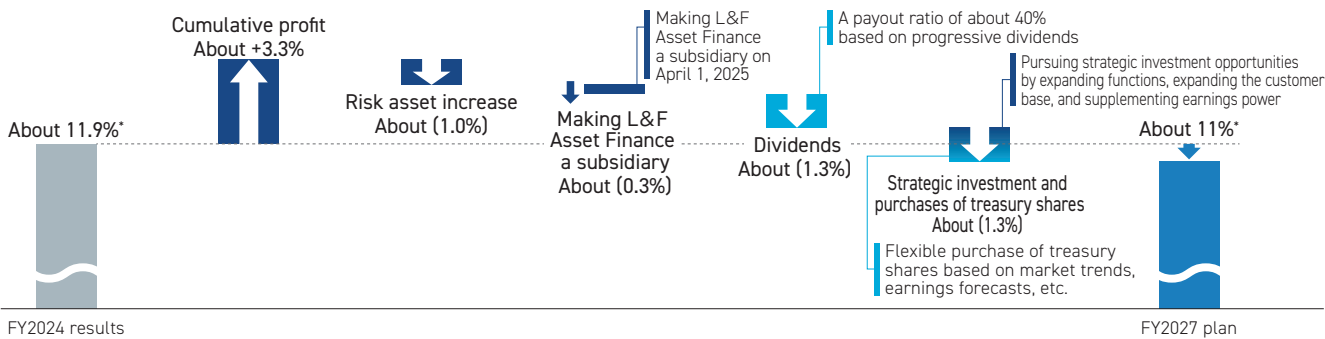 About 11.9%*
FY2024 results
Cumulative profit
About +3.3%
Risk asset increase
About (1.0%)
Making L&F
Asset Finance
a subsidiary on
April 1, 2025
Making L&F
Asset Finance
a subsidiary
About (0.3%)
A payout ratio of about 40%
based on progressive dividends
Dividends
About (1.3%)
Pursuing strategic investment opportunities
by expanding functions, expanding the customer
base, and supplementing earnings power
Strategic investment and
purchases of treasury shares
About (1.3%)
Flexible purchase of treasury
shares based on market trends,
earnings forecasts, etc.
About 11%*
FY2027 plan